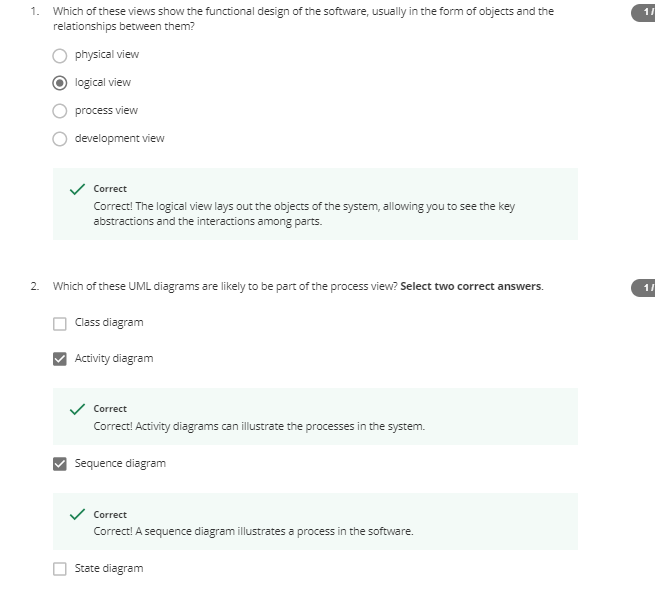 1. Which of these views show the functional design of the software, usually in the form of objects and the
1/
relationships between them?
physical view
logical view
process view
development view
Correct
Correct! The logical view lays out the objects of the system, allowing you to see the key
abstractions and the interactions among parts.
2. Which of these UML diagrams are likely to be part of the process view? Select two correct answers.
1/
Class diagram
Activity diagram
Correct
Correct! Activity diagrams can illustrate the processes in the system.
Sequence diagram
Correct
Correct! A sequence diagram illustrates a process in the software.
State diagram